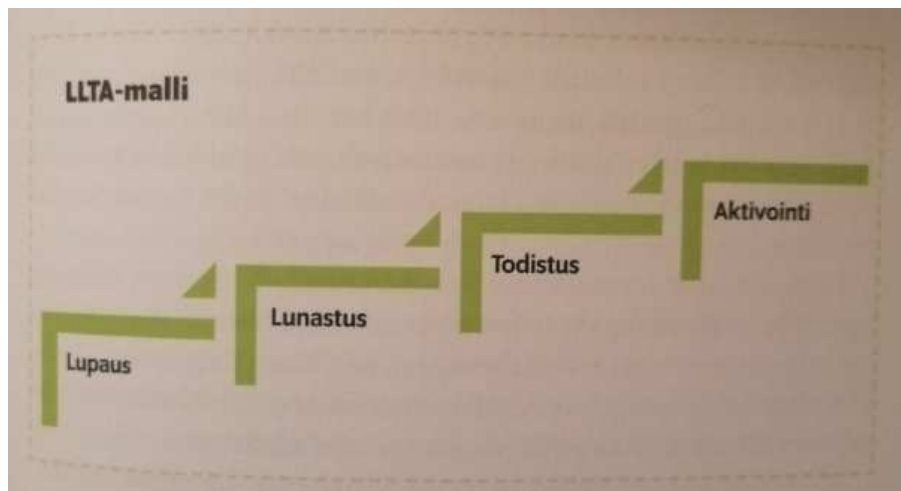 LLTA-malli
Lupaus
Lunastus
Todistus
Aktivointi